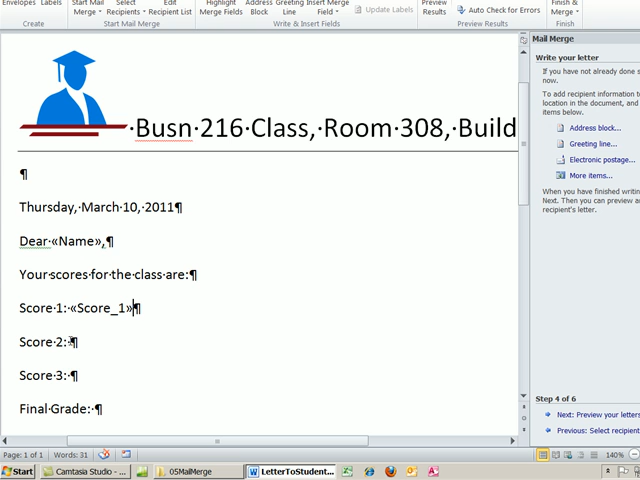 Envelopes Labels Start Mail Merge Select Recipients Edit Recipient List Highlight Merge Fields Address Block Greeting Line Insert Merge Field Update Labels Preview Results Auto Check for Errors Finish & Merge
Create Start Mail Merge Write & Insert Fields Preview Results Finish
Mail Merge
Write your letter
If you have not already done s
now.
To add recipient information to
location in the document, and
items below.
Address block...
Greeting line...
Electronic postage...
More items...
When you have finished writing
Next. Then you can preview a
recipient's letter.
Step 4 of 6
Next: Preview your letters
Previous: Select recipient
·Busn·216·Class,·Room·308,·Build
¶
Thursday,·March·10,·2011¶
Dear·«Name»,¶
Your·scores·for·the·class·are:¶
Score·1:·«Score_1»¶
Score·2:·¶
Score·3:·¶
Final·Grade:·¶
Page: 1 of 1 Words: 31 140%
Start Camtasia Studio - ... 05MailMerge LetterToStudent...